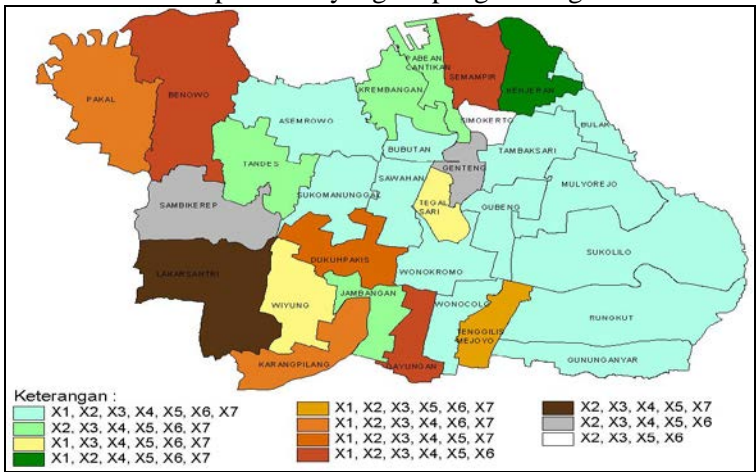 PAKAL
BENOWO
PABEAN
CANTIKAN
SEMAMPIR
KREMBANGAN
KENJERAN
ASEMROWO
SIMOKERTO
BULAK
BUBUTAN
TAMBAKSARI
TANDES
GENTENG
SAWAHAN
MULYOREJO
SUKOMANUNGGAL
SAMBIKEREP
TEGAL
SARI
GUBENG
SUKOLILO
DUKUHPAKIS
LAKARSANTRI
WONOKROMO
JAMBANGAN
WONOCOLO
WIYUNG
RUNGKUT
TENGGILIS
MEJOYO
GUNUNGANYAR
KARANGPILANG
GAYUNGAN
Keterangan :
X1, X2, X3, X4, X5, X6, X7
X2, X3, X4, X5, X6, X7
X1, X3, X4, X5, X6, X7
X1, X2, X4, X5, X6, X7
X1, X2, X3, X5, X6, X7
X1, X2, X3, X4, X6, X7
X1, X2, X3, X4, X5, X7
X1, X2, X3, X4, X5, X6
X2, X3, X4, X5, X7
X2, X3, X4, X5, X6
X2, X3, X5, X6